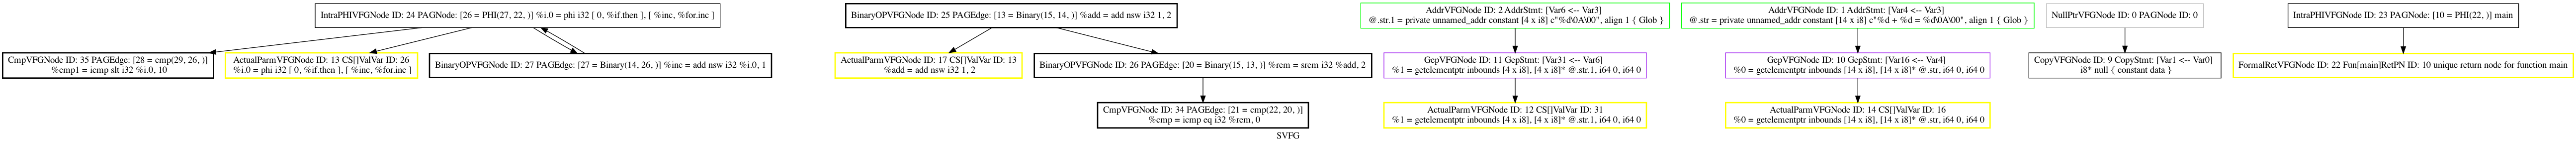 IntraPHIVFGNode ID: 24 PAGNode: [26 = PHI(27, 22, )] %i.0 = phi i32 [ 0, %if.then ], [ %inc, %for.inc ]
BinaryOPVFGNode ID: 25 PAGEdge: [13 = Binary(15, 14, )] %add = add nsw i32 1, 2
AddrVFGNode ID: 2 AddrStmt: [Var6 <-- Var3]
@.str.1 = private unnamed_addr constant [4 x i8] c"%d\0A\00", align 1 { Glob }
AddrVFGNode ID: 1 AddrStmt: [Var4 <-- Var3]
@.str = private unnamed_addr constant [14 x i8] c"%d + %d = %d\0A\00", align 1 { Glob }
NullPtrVFGNode ID: 0 PAGNode ID: 0
IntraPHIVFGNode ID: 23 PAGNode: [10 = PHI(22, )] main
CmpVFGNode ID: 35 PAGEdge: [28 = cmp(29, 26, )]
%cmp1 = icmp slt i32 %i.0, 10
ActualParmVFGNode ID: 13 CS[]ValVar ID: 26
%i.0 = phi i32 [ 0, %if.then ], [ %inc, %for.inc ]
BinaryOPVFGNode ID: 27 PAGEdge: [27 = Binary(14, 26, )] %inc = add nsw i32 %i.0, 1
ActualParmVFGNode ID: 17 CS[]ValVar ID: 13
%add = add nsw i32 1, 2
BinaryOPVFGNode ID: 26 PAGEdge: [20 = Binary(15, 13, )] %rem = srem i32 %add, 2
GepVFGNode ID: 11 GepStmt: [Var31 <-- Var6]
%1 = getelementptr inbounds [4 x i8], [4 x i8]* @.str.1, i64 0, i64 0
GepVFGNode ID: 10 GepStmt: [Var16 <-- Var4]
%0 = getelementptr inbounds [14 x i8], [14 x i8]* @.str, i64 0, i64 0
CopyVFGNode ID: 9 CopyStmt: [Var1 <-- Var0]
i8* null { constant data }
FormalRetVFGNode ID: 22 Fun[main]RetPN ID: 10 unique return node for function main
CmpVFGNode ID: 34 PAGEdge: [21 = cmp(22, 20, )]
%cmp = icmp eq i32 %rem, 0
ActualParmVFGNode ID: 12 CS[]ValVar ID: 31
%1 = getelementptr inbounds [4 x i8], [4 x i8]* @.str.1, i64 0, i64 0
ActualParmVFGNode ID: 14 CS[]ValVar ID: 16
%0 = getelementptr inbounds [14 x i8], [14 x i8]* @.str, i64 0, i64 0
SVFG